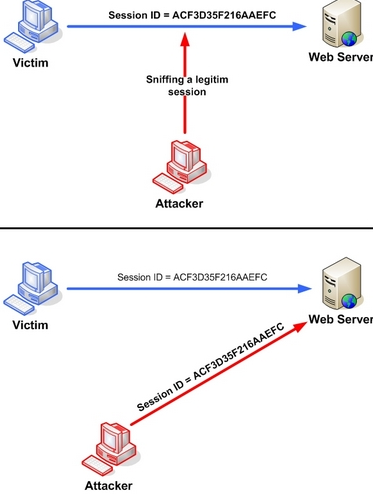 Session ID = ACF3D35F216AAEFC
Victim
Web Server
Sniffing a legitim
session
Attacker
Session ID = ACF3D35F216AAEFC
Victim
Web Server
Session ID = ACF3D35F216AAEFC
Attacker